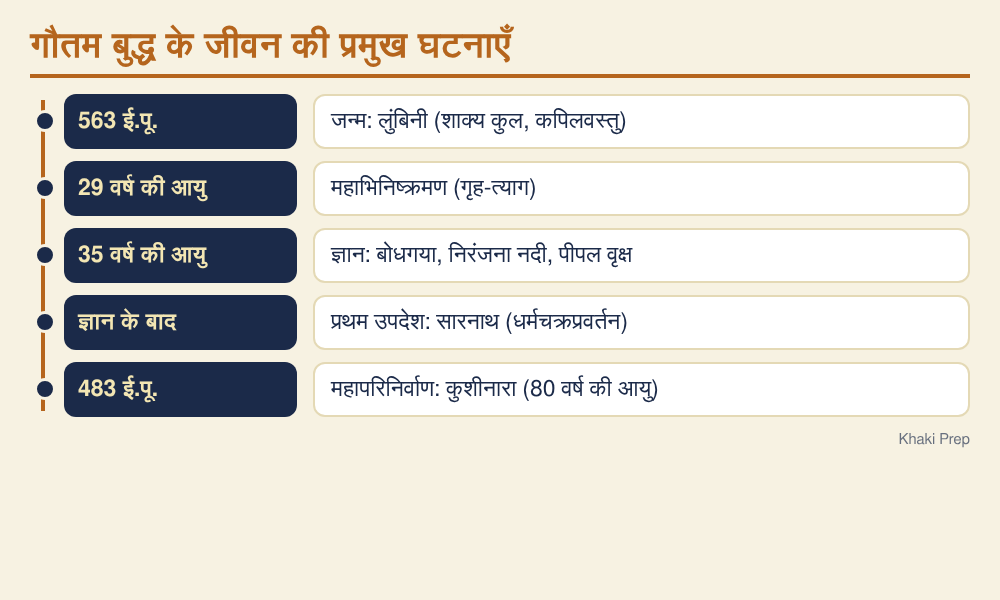 गौतम बुद्ध के जीवन की प्रमुख घटनाएँ
563 ई.पू.
जन्म: लुंबिनी (शाक्य कुल, कपिलवस्तु)
29 वर्ष की आयु
महाभिनिष्क्रमण (गृह-त्याग)
35 वर्ष की आयु
ज्ञान: बोधगया, निरंजना नदी, पीपल वृक्ष
ज्ञान के बाद
प्रथम उपदेश: सारनाथ (धर्मचक्रप्रवर्तन)
483 ई.पू.
महापरिनिर्वाण: कुशीनारा (80 वर्ष की आयु)
Khaki Prep